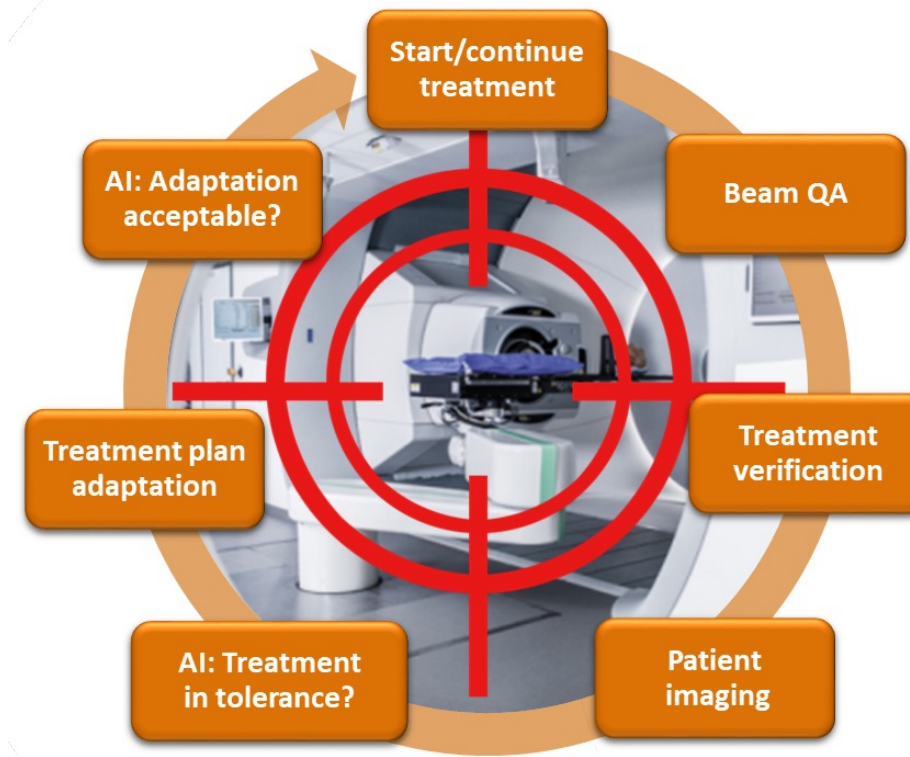 Start/continue
treatment
Beam QA
Treatment
verification
Patient
imaging
AI: Treatment
in tolerance?
Treatment plan
adaptation
AI: Adaptation
acceptable?